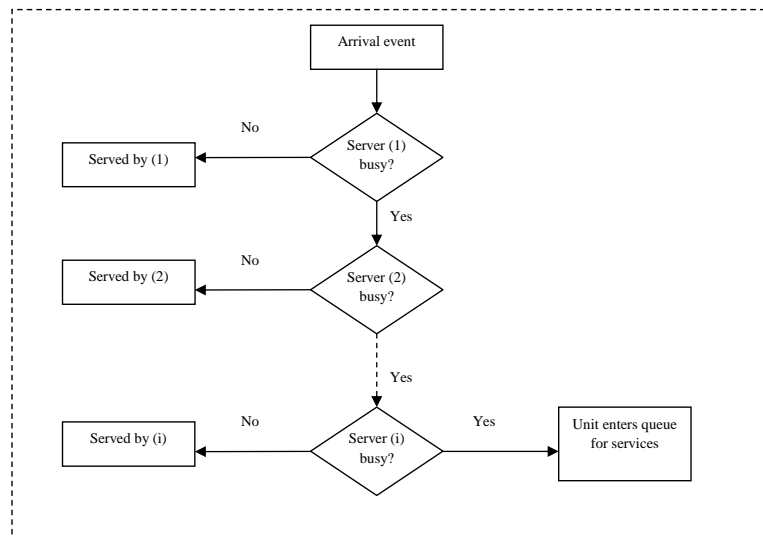 Arrival event
No
Server (1)
busy?
Served by (1)
Yes
No
Server (2)
busy?
Served by (2)
Yes
No
Yes
Served by (i)
Server (i)
busy?
Unit enters queue
for services